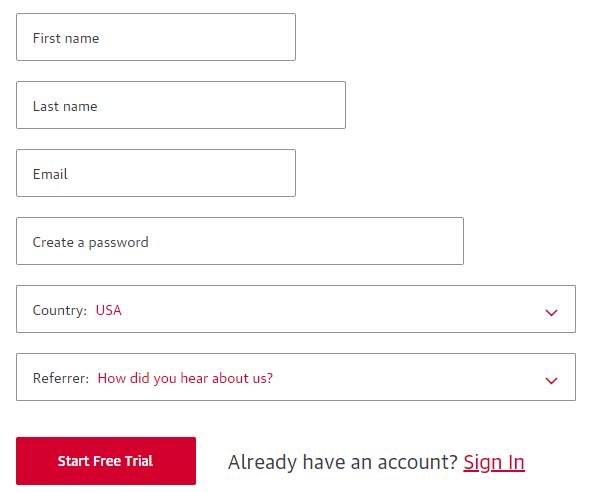 First name
Last name
Email
Create a password
Country: USA
Referrer: How did you hear about us?
Start Free Trial Already have an account? Sign In